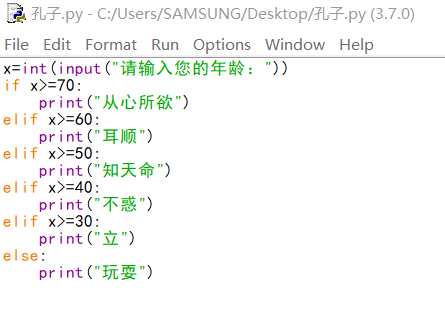 孔子.py - C:/Users/SAMSUNG/Desktop/孔子.py (3.7.0)
File Edit Format Run Options Window Help
x=int(input("请输入您的年龄："))
if x>=70:
    print("从心所欲")
elif x>=60:
    print("耳顺")
elif x>=50:
    print("知天命")
elif x>=40:
    print("不惑")
elif x>=30:
    print("立")
else:
    print("玩耍")